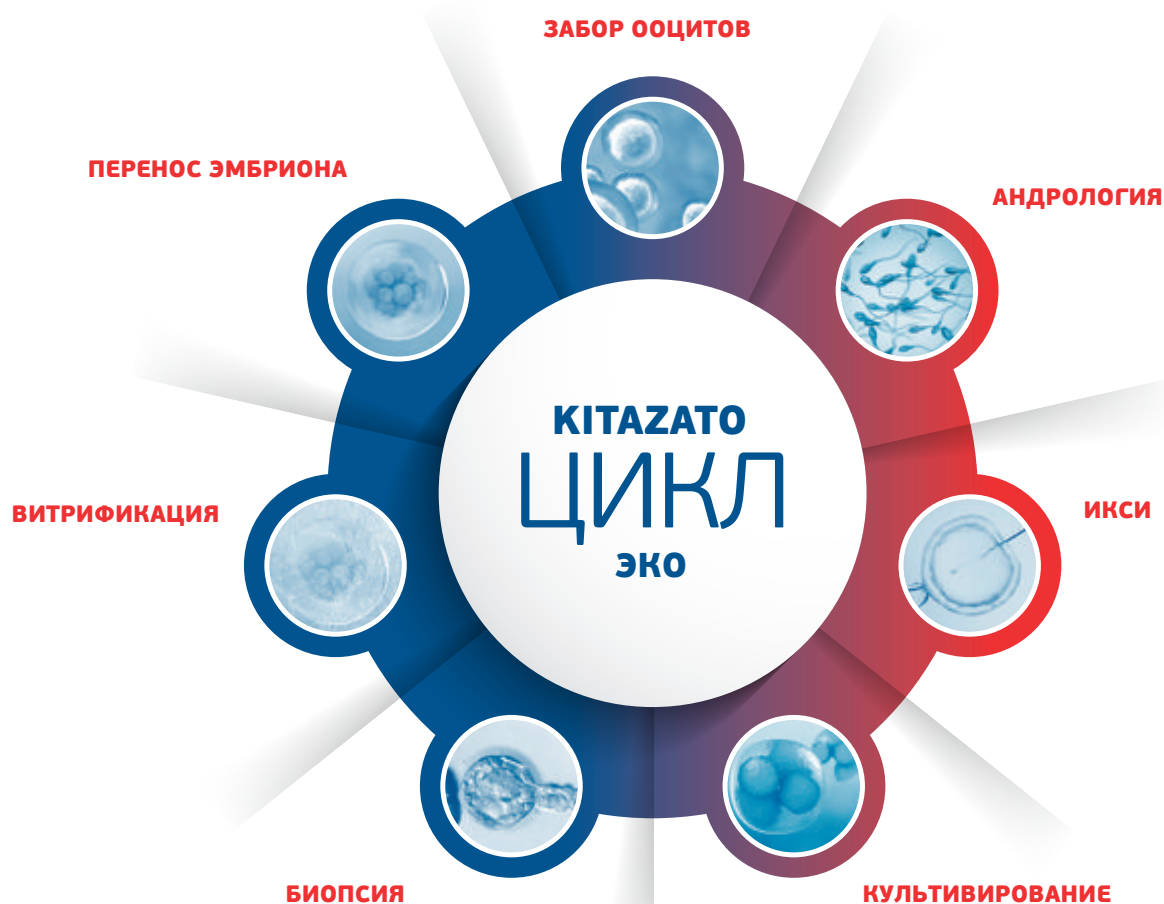 ЗАБОР ООЦИТОВ
ПЕРЕНОС ЭМБРИОНА
АНДРОЛОГИЯ
KITAZATO
ЦИКЛ
ЭКО
ВИТРИФИКАЦИЯ
ИКСИ
БИОПСИЯ
КУЛЬТИВИРОВАНИЕ